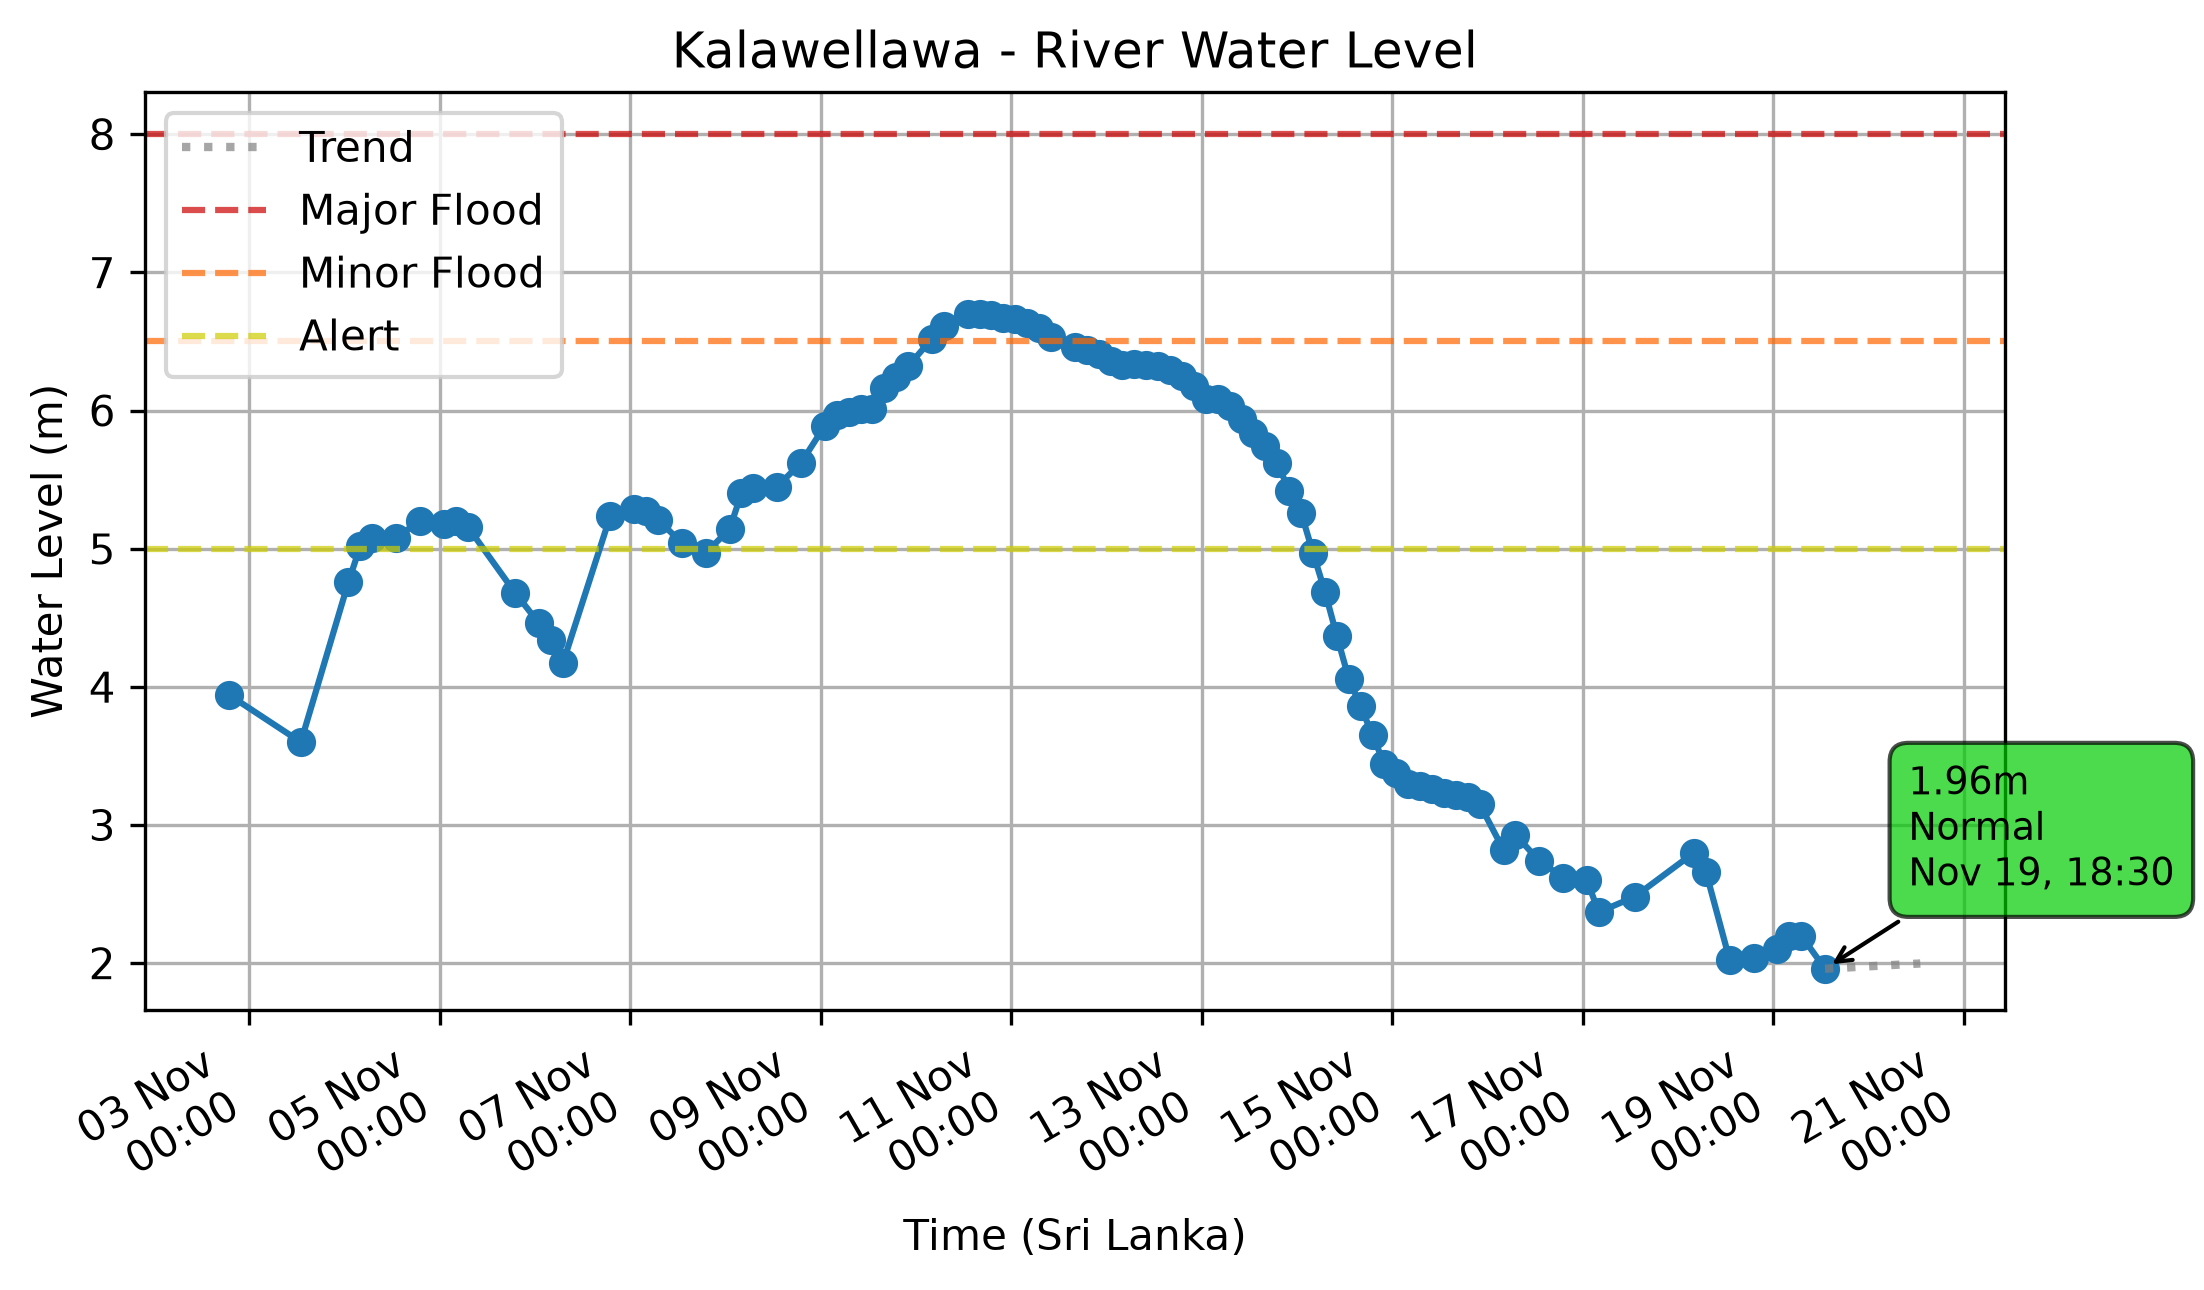 Kalawellawa - River Water Level
Trend
Major Flood
Minor Flood
Alert
8
7
6
5
4
3
2
Water Level (m)
1.96m
Normal
Nov 19, 18:30
03 Nov
00:00
05 Nov
00:00
07 Nov
00:00
09 Nov
00:00
11 Nov
00:00
13 Nov
00:00
15 Nov
00:00
17 Nov
00:00
19 Nov
00:00
21 Nov
00:00
Time (Sri Lanka)